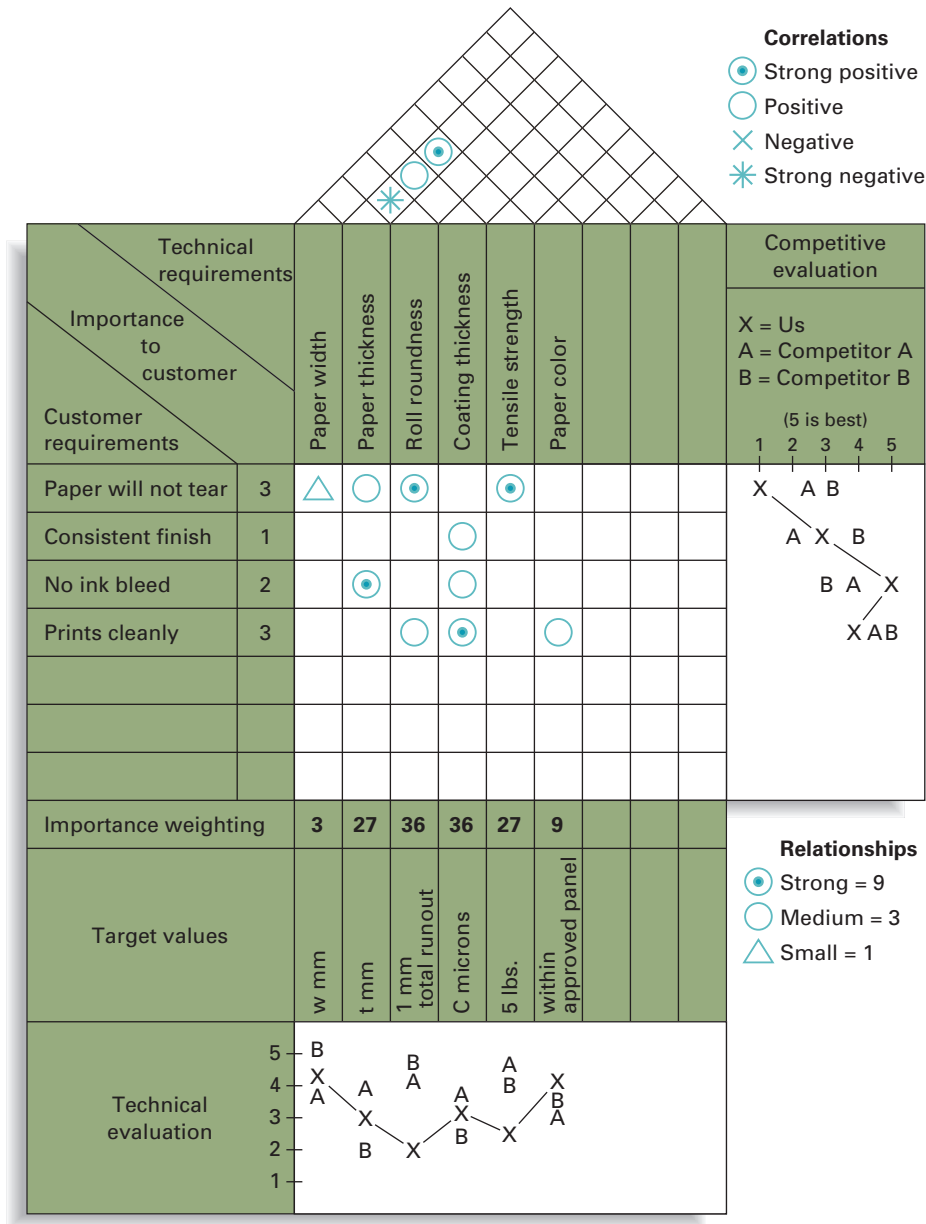 Correlations
Strong positive
Positive
Negative
Strong negative
Technical
requirements
Importance
to
customer
Customer
requirements
Paper width
Paper thickness
Roll roundness
Coating thickness
Tensile strength
Paper color
Competitive
evaluation
X = Us
A = Competitor A
B = Competitor B
(5 is best)
1 2 3 4 5
Paper will not tear 3
X A B
Consistent finish 1
A X B
No ink bleed 2
B A X
Prints cleanly 3
X A B
Importance weighting 3 27 36 36 27 9
Relationships
Strong = 9
Medium = 3
Small = 1
Target values
w mm
t mm
1 mm
total runout
C microns
5 lbs.
within
approved panel
Technical
evaluation
5
4
3
2
1
B
X
A
A
X
B
B
A
X
A
X
B
A
B
X
X
B
A